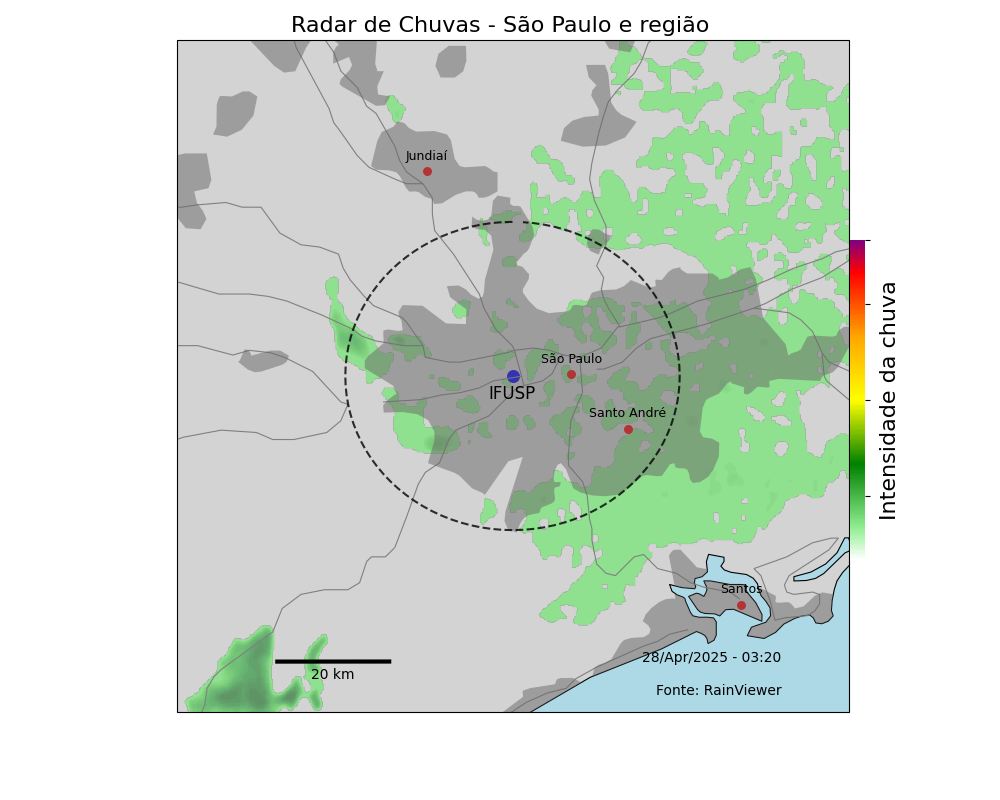 Radar de Chuvas - São Paulo e região
Jundiaí
São Paulo
IFUSP
Santo André
Intensidade da chuva
Santos
28/Apr/2025 - 03:20
20 km
Fonte: RainViewer